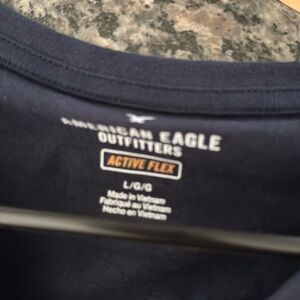 AMERICAN EAGLE
OUTFITTERS
ACTIVE FLEX
L/G/G
Made in Vietnam
Fabriqué au Vietnam
Hecho en Vietnam